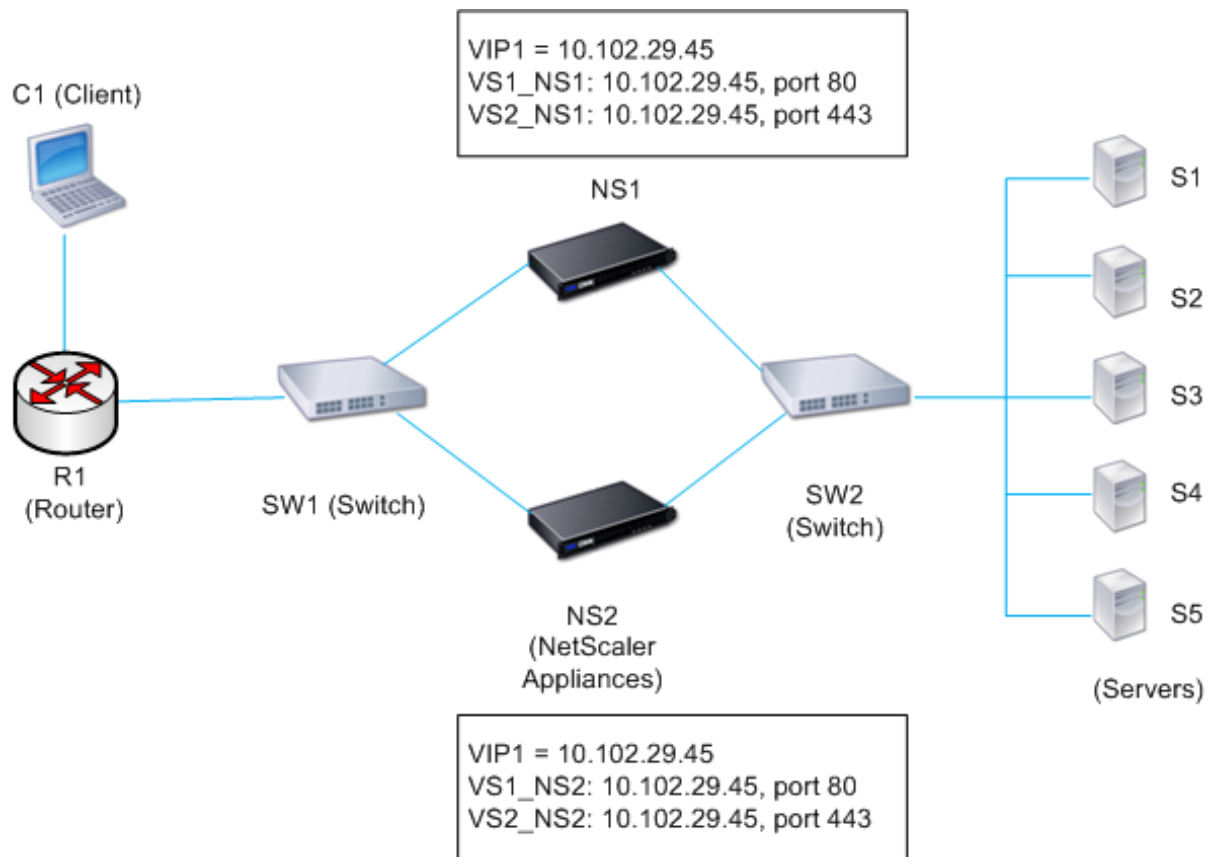 VIP1 = 10.102.29.45
VS1_NS1: 10.102.29.45, port 80
VS2_NS1: 10.102.29.45, port 443
C1 (Client)
NS1
S1
S2
S3
S4
S5
(Servers)
R1
(Router)
SW1 (Switch)
SW2
(Switch)
NS2
(NetScaler
Appliances)
VIP1 = 10.102.29.45
VS1_NS2: 10.102.29.45, port 80
VS2_NS2: 10.102.29.45, port 443